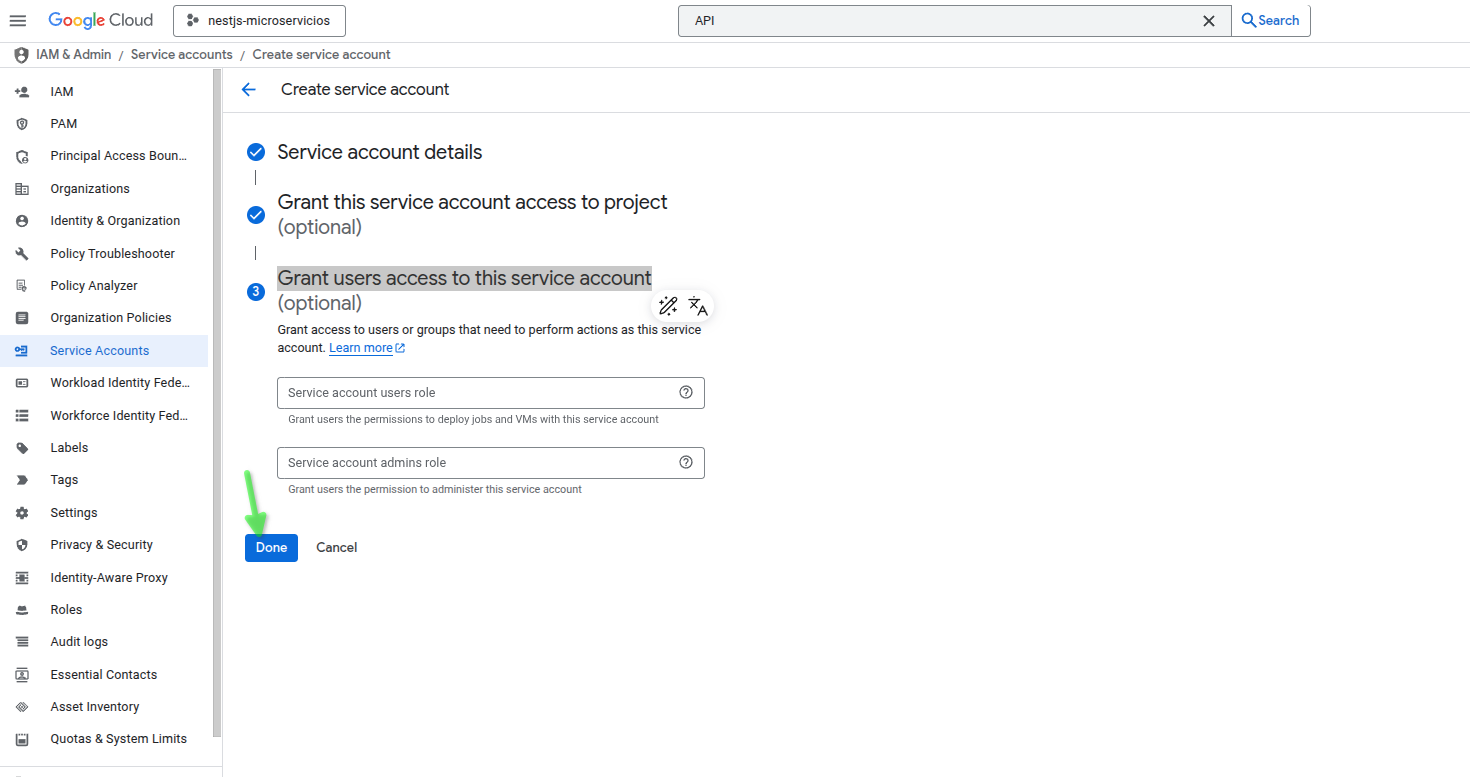 Google Cloud
nestjs-microservicios
API
Search
IAM & Admin / Service accounts / Create service account
IAM
PAM
Principal Access Boun...
Organizations
Identity & Organization
Policy Troubleshooter
Policy Analyzer
Organization Policies
Service Accounts
Workload Identity Fede...
Workforce Identity Fed...
Labels
Tags
Settings
Privacy & Security
Identity-Aware Proxy
Roles
Audit logs
Essential Contacts
Asset Inventory
Quotas & System Limits
Create service account
Service account details
Grant this service account access to project
(optional)
3
Grant users access to this service account
(optional)
Grant access to users or groups that need to perform actions as this service
account. Learn more
Service account users role
Grant users the permissions to deploy jobs and VMs with this service account
Service account admins role
Grant users the permission to administer this service account
Done
Cancel